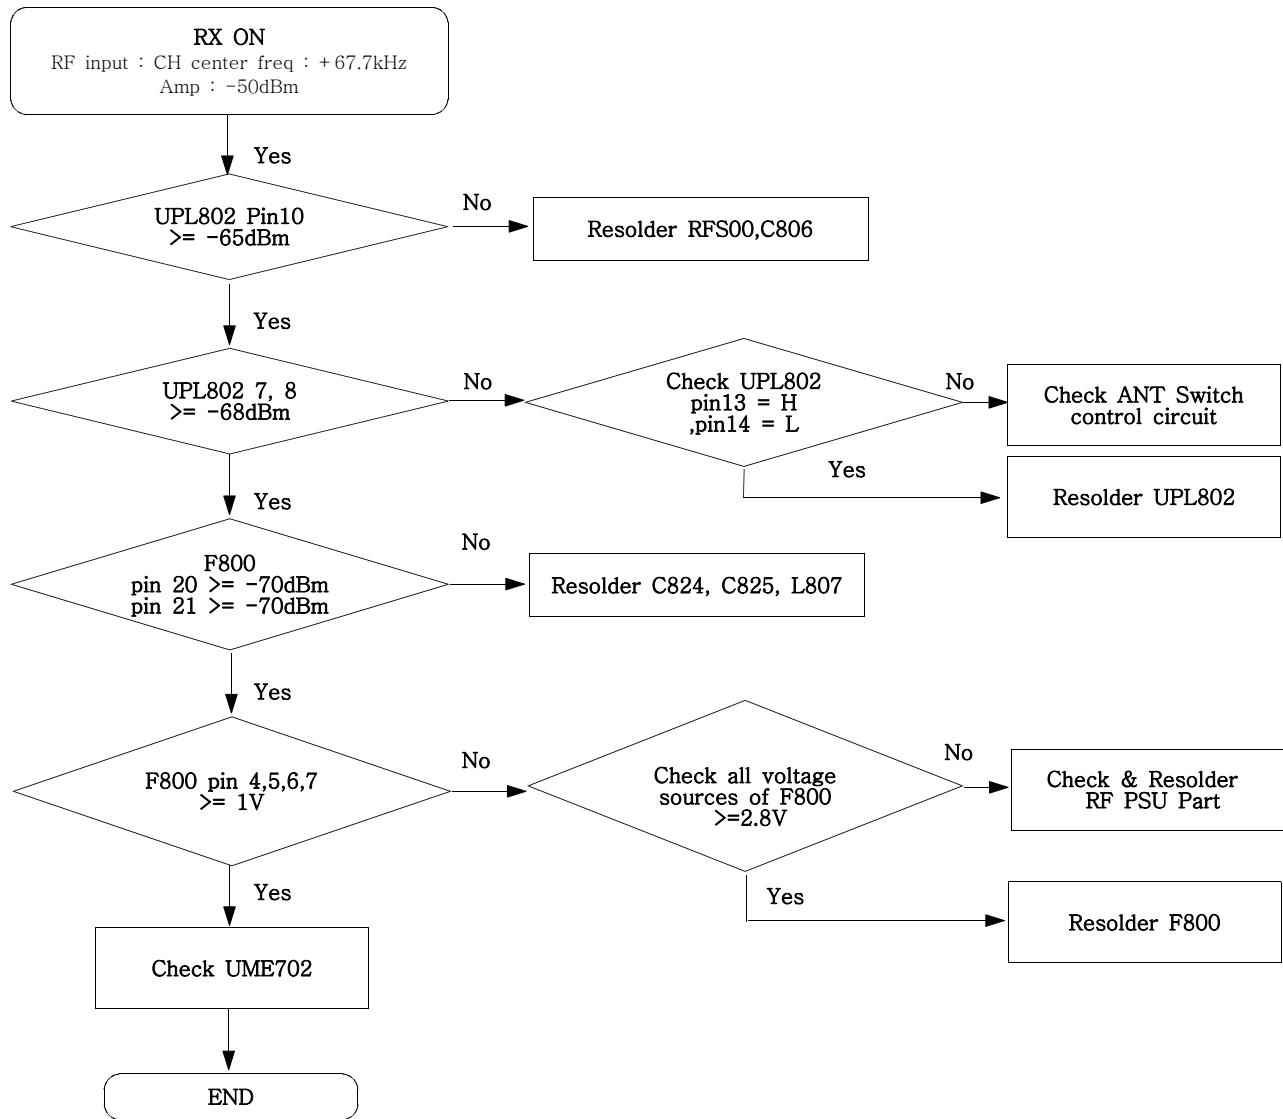 RX ON
RF input : CH center freq : +67.7kHz
Amp : -50dBm
Yes
UPL802 Pin10
>= -65dBm
No
Resolder RFS00,C806
Yes
UPL802 7, 8
>= -68dBm
No
Check UPL802
pin13 = H
,pin14 = L
No
Check ANT Switch
control circuit
Yes
Resolder UPL802
Yes
F800
pin 20 >= -70dBm
pin 21 >= -70dBm
No
Resolder C824, C825, L807
Yes
F800 pin 4,5,6,7
>= 1V
No
Check all voltage
sources of F800
>=2.8V
No
Check & Resolder
RF PSU Part
Yes
Resolder F800
Yes
Check UME702
END